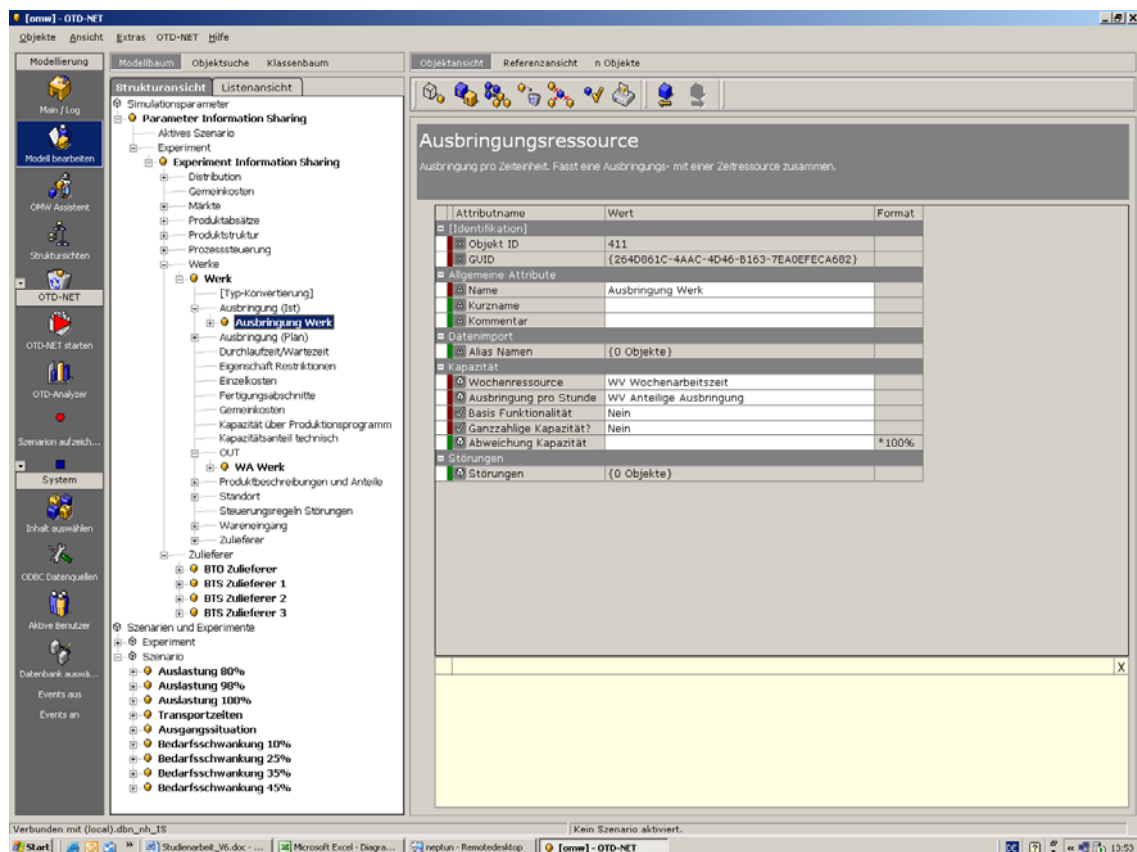 [omw] - OTD-NET
Objekte Ansicht Extras OTD-NET Hilfe
Modellierung
Main / Log
Modell bearbeiten
OMW Assistent
Struktursichten
OTD-NET
OTD-NET starten
OTD-Analyzer
Szenarion aufzeich...
System
Inhalt auswählen
ODBC Datenquellen
Aktive Benutzer
Datenbank auswä...
Events aus
Events an
Modellbaum Objektsuche Klassenbaum
Strukturansicht Listenansicht
Simulationsparameter
Parameter Information Sharing
Aktives Szenario
Experiment
Experiment Information Sharing
Distribution
Gemeinkosten
Märkte
Produktabsätze
Produktstruktur
Prozesssteuerung
Werke
Werk
[Typ-Konvertierung]
Ausbringung (Ist)
Ausbringung Werk
Ausbringung (Plan)
Durchlaufzeit/Wartezeit
Eigenschaft Restriktionen
Einzelkosten
Fertigungsabschnitte
Gemeinkosten
Kapazität über Produktionsprogramm
Kapazitätsanteil technisch
OUT
WA Werk
Produktbeschreibungen und Anteile
Standort
Steuerungsregeln Störungen
Wareneingang
Zulieferer
Zulieferer
BTO Zulieferer
BTS Zulieferer 1
BTS Zulieferer 2
BTS Zulieferer 3
Szenarien und Experimente
Experiment
Szenario
Auslastung 80%
Auslastung 98%
Auslastung 100%
Transportzeiten
Ausgangssituation
Bedarfsschwankung 10%
Bedarfsschwankung 25%
Bedarfsschwankung 35%
Bedarfsschwankung 45%
Objektansicht Referenzansicht n Objekte
Ausbringungsressource
Ausbringung pro Zeiteinheit. Fasst eine Ausbringungs- mit einer Zeitressource zusammen.
Attributname Wert Format
[Identifikation]
Objekt ID 411
GUID {264D861C-4AAC-4D46-B163-7EA0EFECA682}
Allgemeine Attribute
Name Ausbringung Werk
Kurzname
Kommentar
Datenimport
Alias Namen {0 Objekte}
Kapazität
Wochenressource WV Wochenarbeitszeit
Ausbringung pro Stunde WV Anteilige Ausbringung
Basis Funktionalität Nein
Ganzzahlige Kapazität? Nein
Abweichung Kapazität *100%
Störungen
Störungen {0 Objekte}
X
Verbunden mit (local).dbn_nh_IS Kein Szenario aktiviert.
Start » Studienarbeit_V6.doc - ... Microsoft Excel - Diagra... neptun - Remotedesktop [omw] - OTD-NET DE « 13:53